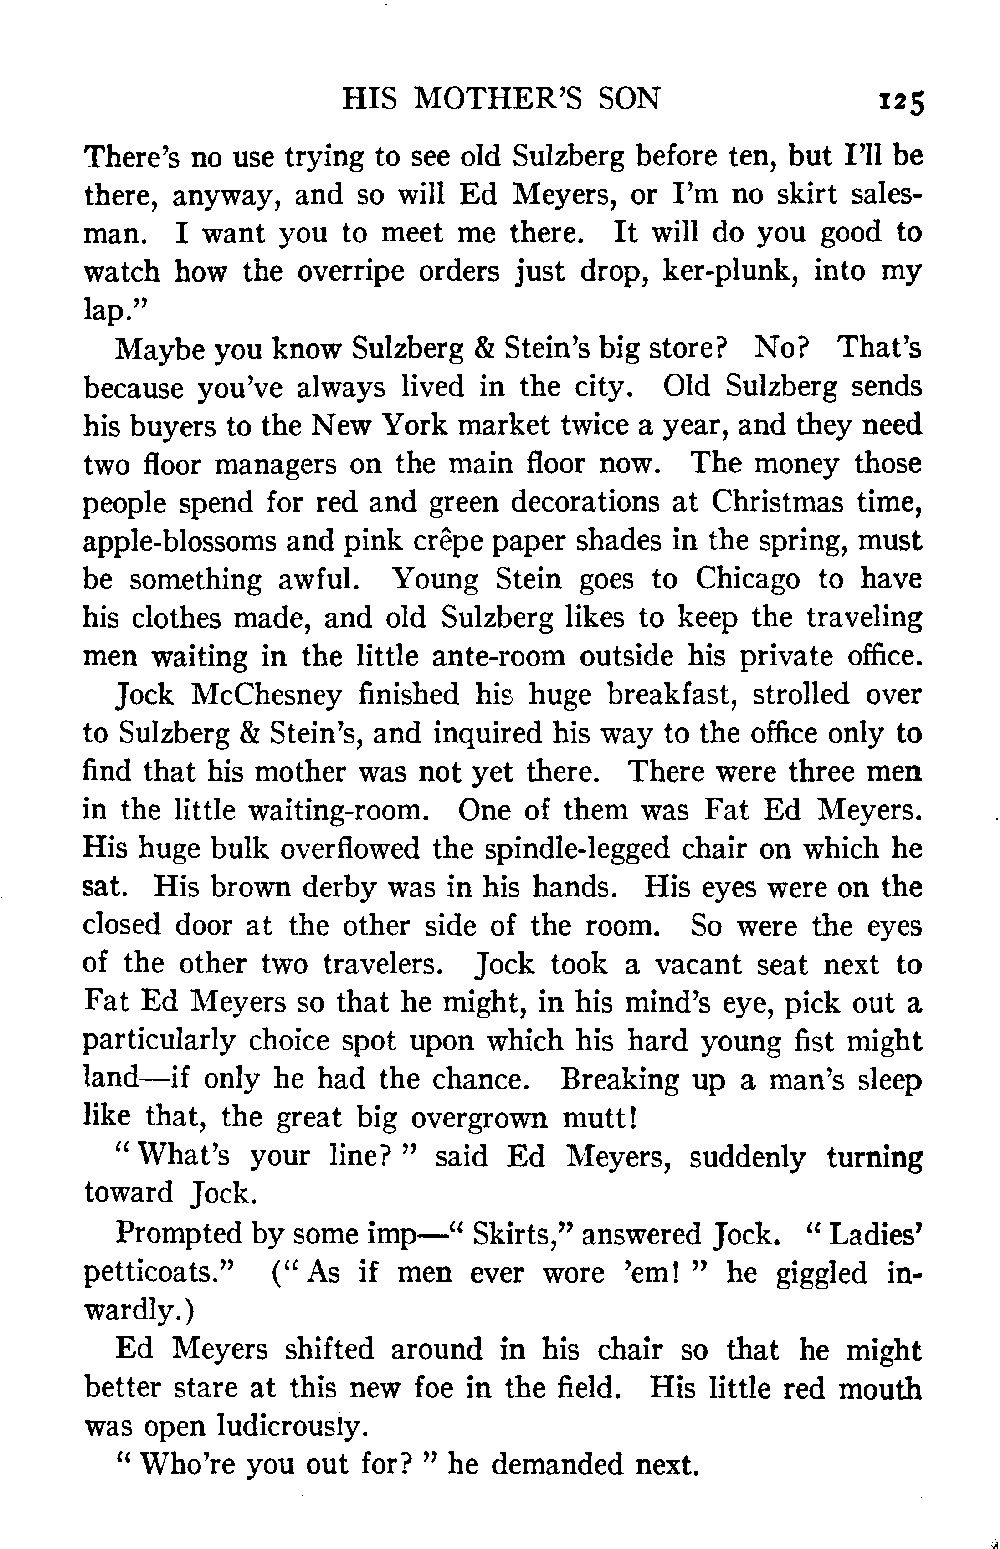 HIS MOTHER'S SON 125
There's no use trying to see old Sulzberg before ten, but I'll be
there, anyway, and so will Ed Meyers, or I'm no skirt sales-
man. I want you to meet me there. It will do you good to
watch how the overripe orders just drop, ker-plunk, into my
lap."
Maybe you know Sulzberg & Stein's big store? No? That's
because you've always lived in the city. Old Sulzberg sends
his buyers to the New York market twice a year, and they need
two floor managers on the main floor now. The money those
people spend for red and green decorations at Christmas time,
apple-blossoms and pink crêpe paper shades in the spring, must
be something awful. Young Stein goes to Chicago to have
his clothes made, and old Sulzberg likes to keep the traveling
men waiting in the little ante-room outside his private office.
Jock McChesney finished his huge breakfast, strolled over
to Sulzberg & Stein's, and inquired his way to the office only to
find that his mother was not yet there. There were three men
in the little waiting-room. One of them was Fat Ed Meyers.
His huge bulk overflowed the spindle-legged chair on which he
sat. His brown derby was in his hands. His eyes were on the
closed door at the other side of the room. So were the eyes
of the other two travelers. Jock took a vacant seat next to
Fat Ed Meyers so that he might, in his mind's eye, pick out a
particularly choice spot upon which his hard young fist might
land—if only he had the chance. Breaking up a man's sleep
like that, the great big overgrown mutt!
"What's your line?" said Ed Meyers, suddenly turning
toward Jock.
Prompted by some imp—"Skirts," answered Jock. "Ladies'
petticoats." ("As if men ever wore 'em!" he giggled in-
wardly.)
Ed Meyers shifted around in his chair so that he might
better stare at this new foe in the field. His little red mouth
was open ludicrously.
"Who're you out for?" he demanded next.